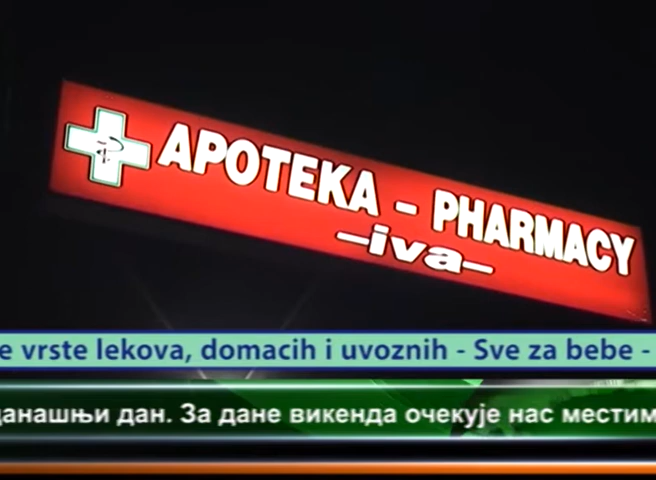 APOTEKA - PHARMACY
-iva-
e vrste lekova, domacih i uvoznih - Sve za bebe -
данашњи дан. За дане викенда очекује нас местим